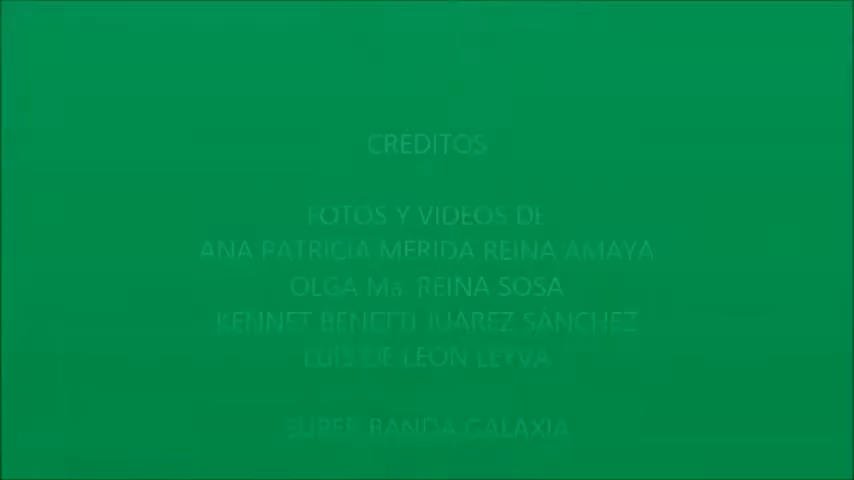 CREDITOS
FOTOS Y VIDEOS DE
ANA PATRICIA MERIDA REINA AMAYA
OLGA Ma. REINA SOSA
KENNET BENETTI JUAREZ SÁNCHEZ
LUIS DE LEON LEYVA
SUPER BANDA GALAXIA